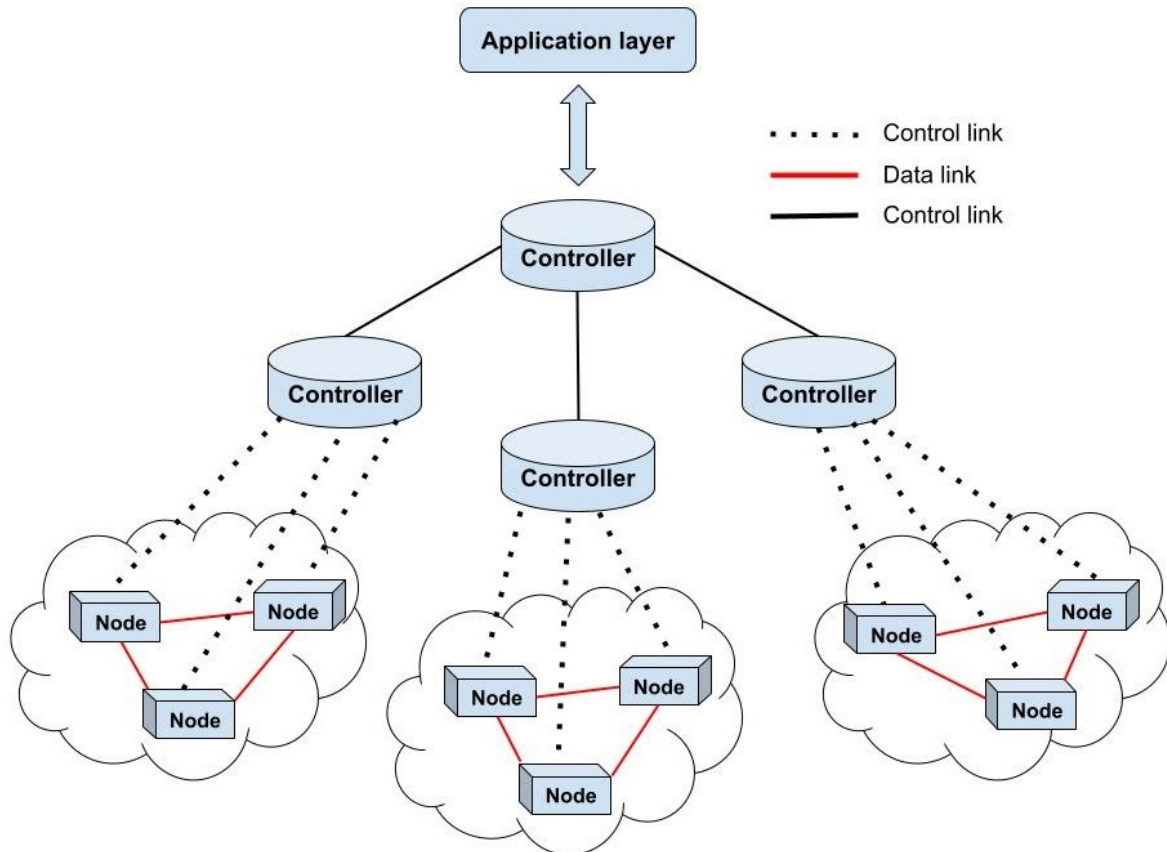 Application layer
Control link
Data link
Control link
Controller
Controller
Controller
Controller
Node
Node
Node
Node
Node
Node
Node
Node
Node